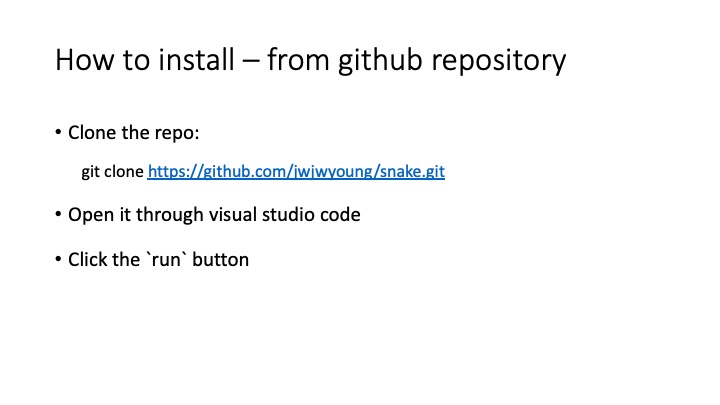 How to install – from github repository
• Clone the repo:
git clone https://github.com/jwjwyoung/snake.git
• Open it through visual studio code
• Click the `run` button